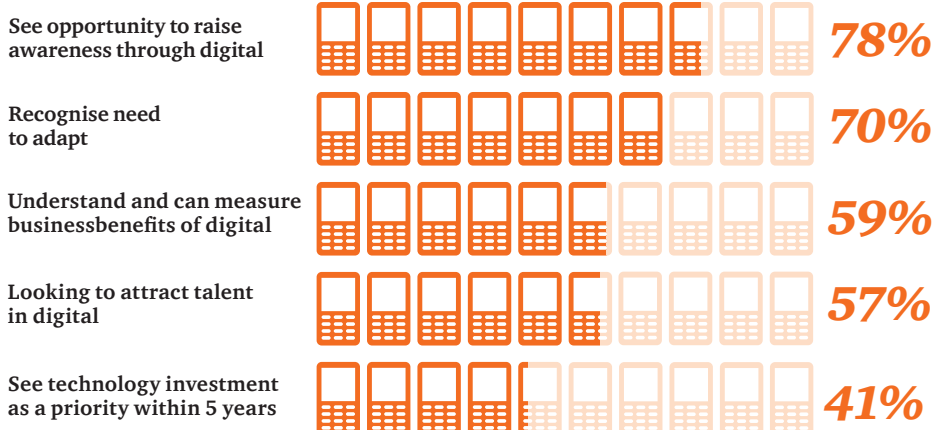 See opportunity to raise
awareness through digital
78%
Recognise need
to adapt
70%
Understand and can measure
businessbenefits of digital
59%
Looking to attract talent
in digital
57%
See technology investment
as a priority within 5 years
41%